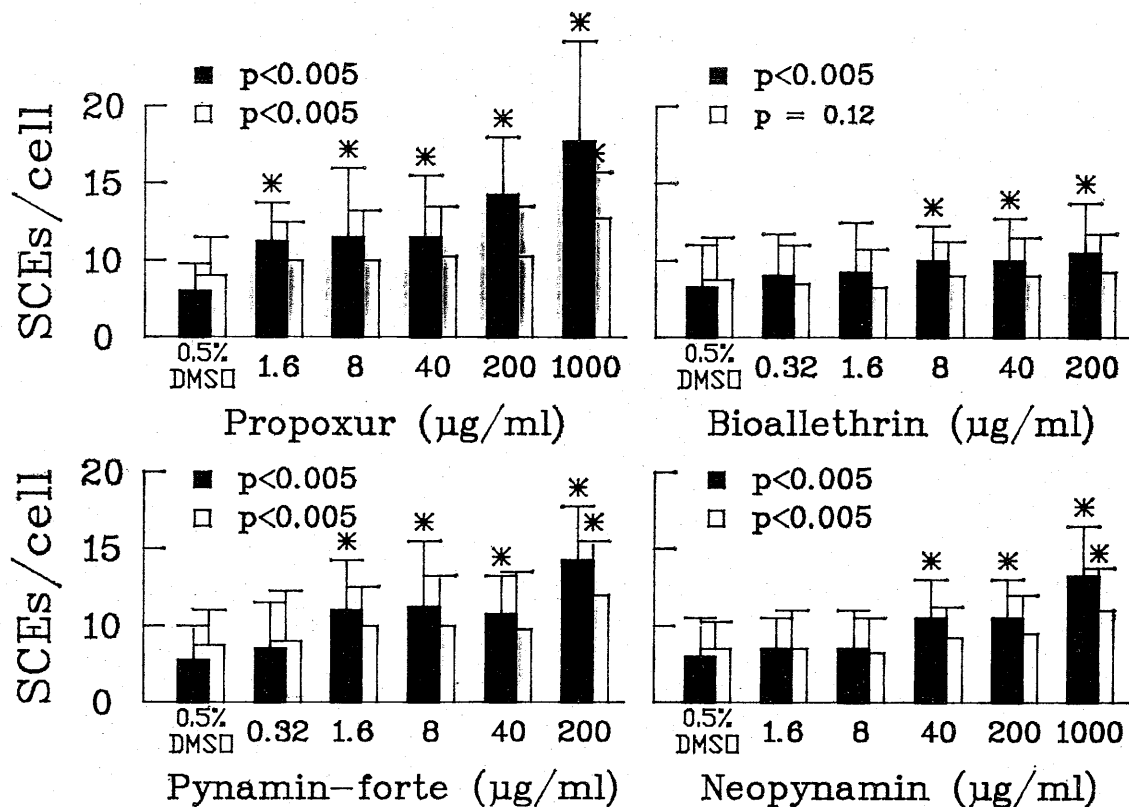 SCEs/cell
20
15
10
0
■ p<0.005
□ p<0.005
* * * * * * *
0.5% DMSO 1.6 8 40 200 1000
Propoxur (μg/ml)
■ p<0.005
□ p = 0.12
* * *
0.5% DMSO 0.32 1.6 8 40 200
Bioallethrin (μg/ml)
SCEs/cell
20
15
10
0
■ p<0.005
□ p<0.005
* * * * *
0.5% DMSO 0.32 1.6 8 40 200
Pynamin-forte (μg/ml)
■ p<0.005
□ p<0.005
* * * *
0.5% DMSO 1.6 8 40 200 1000
Neopynamin (μg/ml)